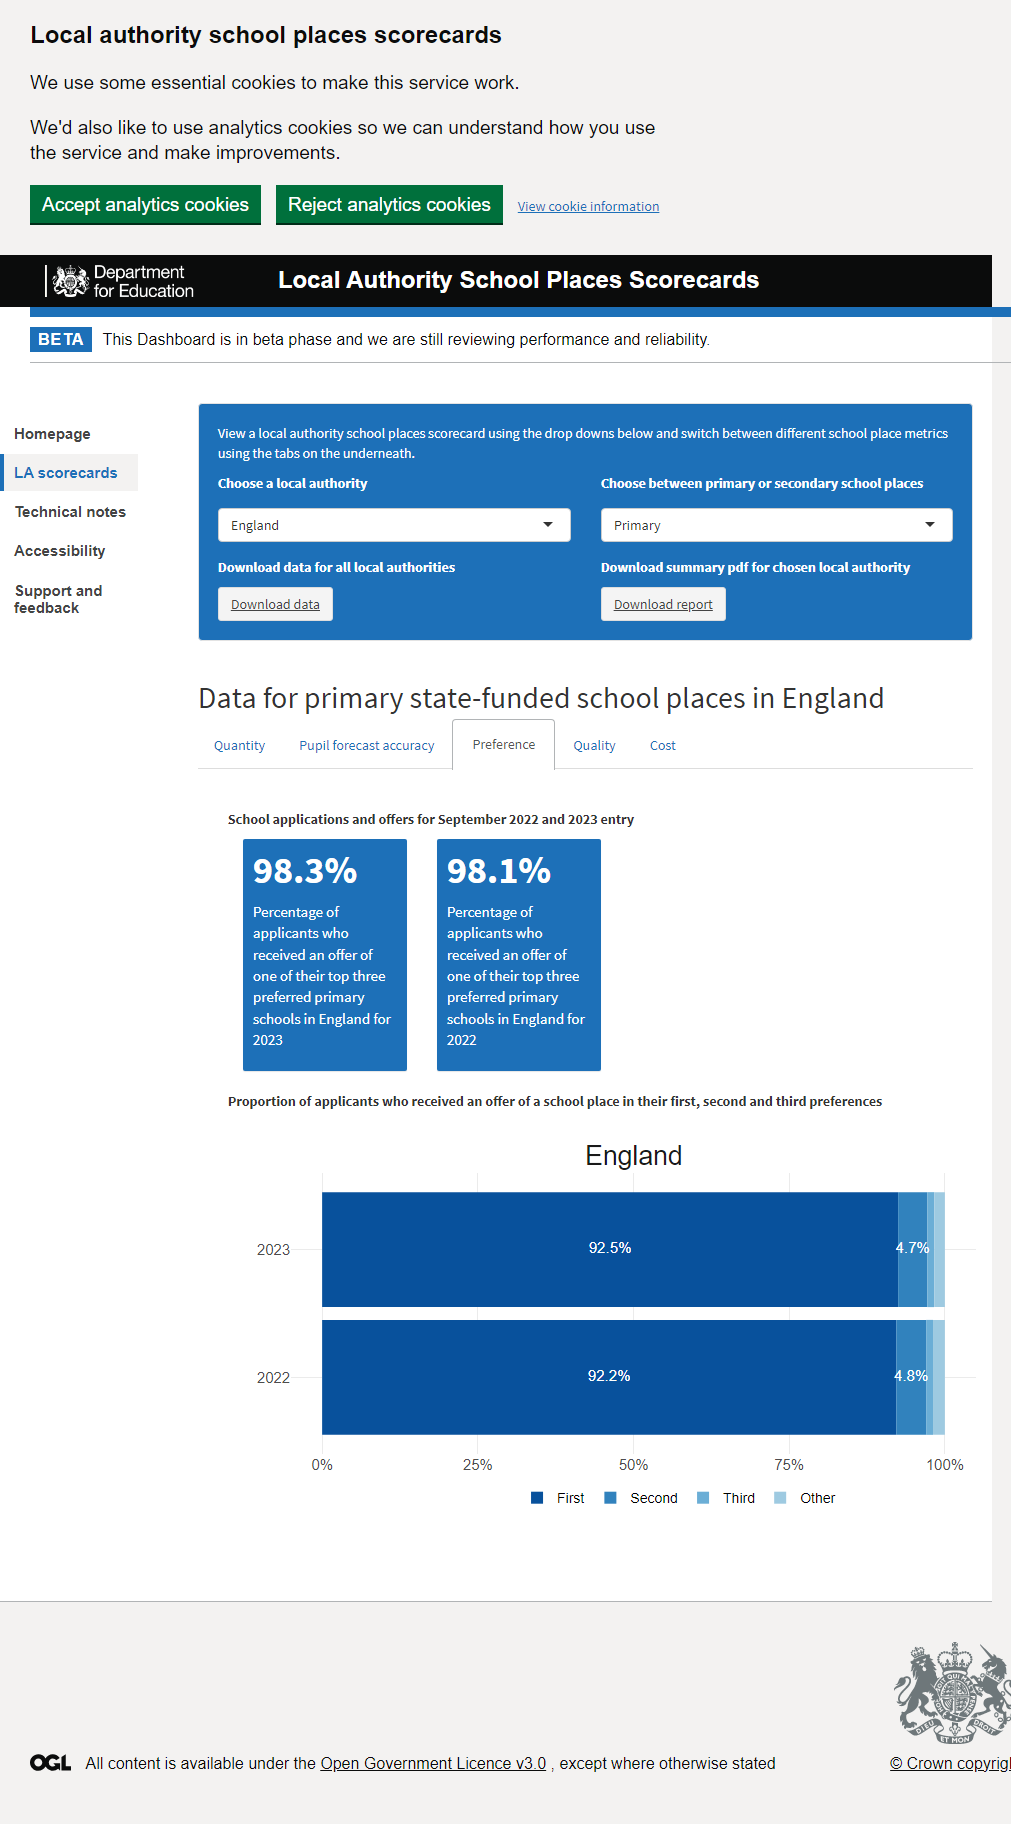 Local authority school places scorecards
We use some essential cookies to make this service work.
We'd also like to use analytics cookies so we can understand how you use
the service and make improvements.
Accept analytics cookies
Reject analytics cookies
View cookie information
Department
for Education
Local Authority School Places Scorecards
BETA
This Dashboard is in beta phase and we are still reviewing performance and reliability.
Homepage
LA scorecards
Technical notes
Accessibility
Support and
feedback
View a local authority school places scorecard using the drop downs below and switch between different school place metrics
using the tabs on the underneath.
Choose a local authority
Choose between primary or secondary school places
England
Primary
Download data for all local authorities
Download summary pdf for chosen local authority
Download data
Download report
Data for primary state-funded school places in England
Quantity
Pupil forecast accuracy
Preference
Quality
Cost
School applications and offers for September 2022 and 2023 entry
98.3%
Percentage of
applicants who
received an offer of
one of their top three
preferred primary
schools in England for
2023
98.1%
Percentage of
applicants who
received an offer of
one of their top three
preferred primary
schools in England for
2022
Proportion of applicants who received an offer of a school place in their first, second and third preferences
England
2023
92.5%
4.7%
2022
92.2%
4.8%
0%
25%
50%
75%
100%
First
Second
Third
Other
DIEU ET MON DROIT
OGL
All content is available under the Open Government Licence v3.0 , except where otherwise stated
© Crown copyrig